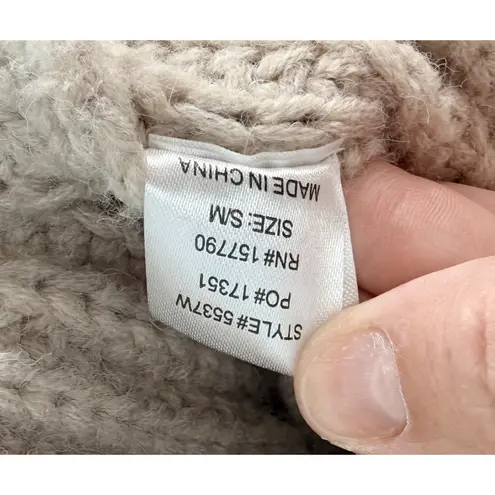 STYLE# 5537W
PO# 17351
RN# 157790
SIZE: S/M
MADE IN CHINA